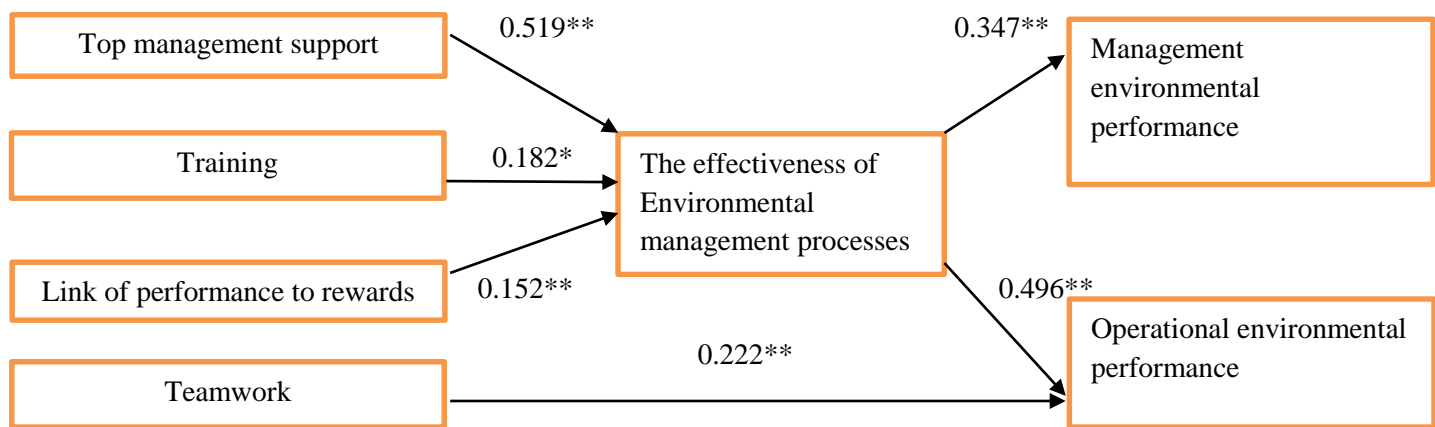 Top management support
0.519**
0.347**
Management
environmental
performance
Training
0.182*
The effectiveness of
Environmental
management processes
Link of performance to rewards
0.152**
0.496**
Operational environmental
performance
Teamwork
0.222**